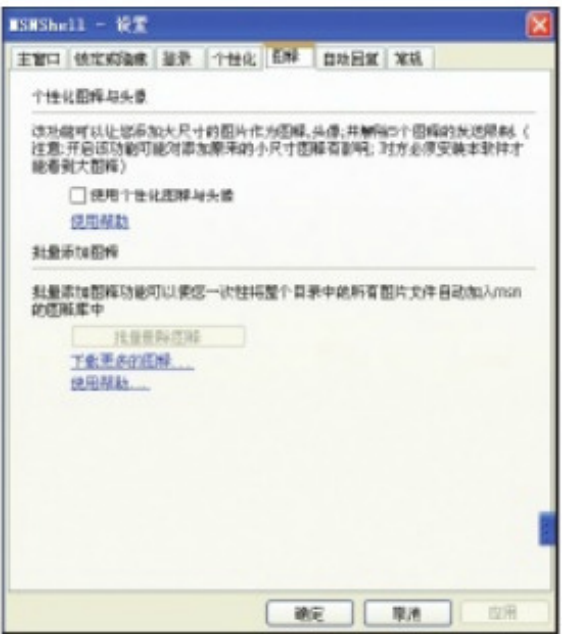 MSNShell - 设置
主窗口 锁定和隐藏 登录 个性化 图释 自动回复 常规
个性化图释与头像
该功能可以让您添加大尺寸的图片作为图释,头像,并解除5个图释的发送限制.(
注意:开启该功能可能对添加原来的小尺寸图释有影响; 对方必须安装本软件才
能看到大图释)
使用个性化图释与头像
使用帮助
批量添加图释
批量添加图释功能可以使您一次性将整个目录中的所有图片文件自动加入msn
的图释库中
批量删除图释
下载更多的图释...
使用帮助...
确定 取消 应用